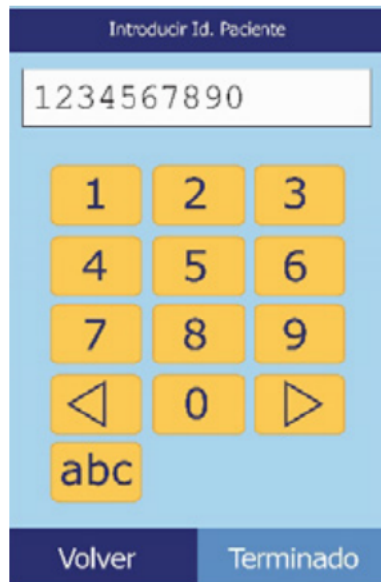 Introducir Id. Paciente
1234567890
1 2 3
4 5 6
7 8 9
0
abc
Volver Terminado